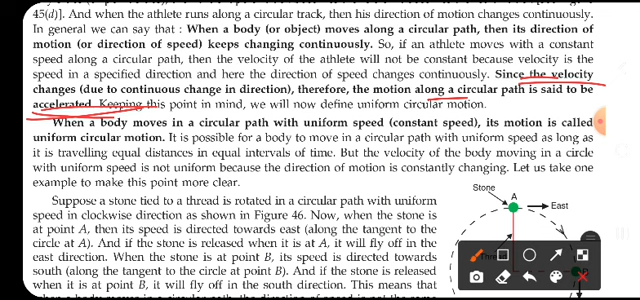 45(d)]. And when the athlete runs along a circular track, then his direction of motion changes continuously.
In general we can say that : When a body (or object) moves along a circular path, then its direction of
motion (or direction of speed) keeps changing continuously. So, if an athlete moves with a constant
speed along a circular path, then the velocity of the athlete will not be constant because velocity is the
speed in a specified direction and here the direction of speed changes continuously. Since the velocity
changes (due to continuous change in direction), therefore, the motion along a circular path is said to be
accelerated. Keeping this point in mind, we will now define uniform circular motion.
When a body moves in a circular path with uniform speed (constant speed), its motion is called
uniform circular motion. It is possible for a body to move in a circular path with uniform speed as long as
it is travelling equal distances in equal intervals of time. But the velocity of the body moving in a circle
with uniform speed is not uniform because the direction of motion is constantly changing. Let us take one
example to make this point more clear.
Suppose a stone tied to a thread is rotated in a circular path with uniform
speed in clockwise direction as shown in Figure 46. Now, when the stone is
at point A, then its speed is directed towards east (along the tangent to the
circle at A). And if the stone is released when it is at A, it will fly off in the
east direction. When the stone is at point B, its speed is directed towards
south (along the tangent to the circle at point B). And if the stone is released
when it is at point B, it will fly off in the south direction. This means that
Stone
A
East